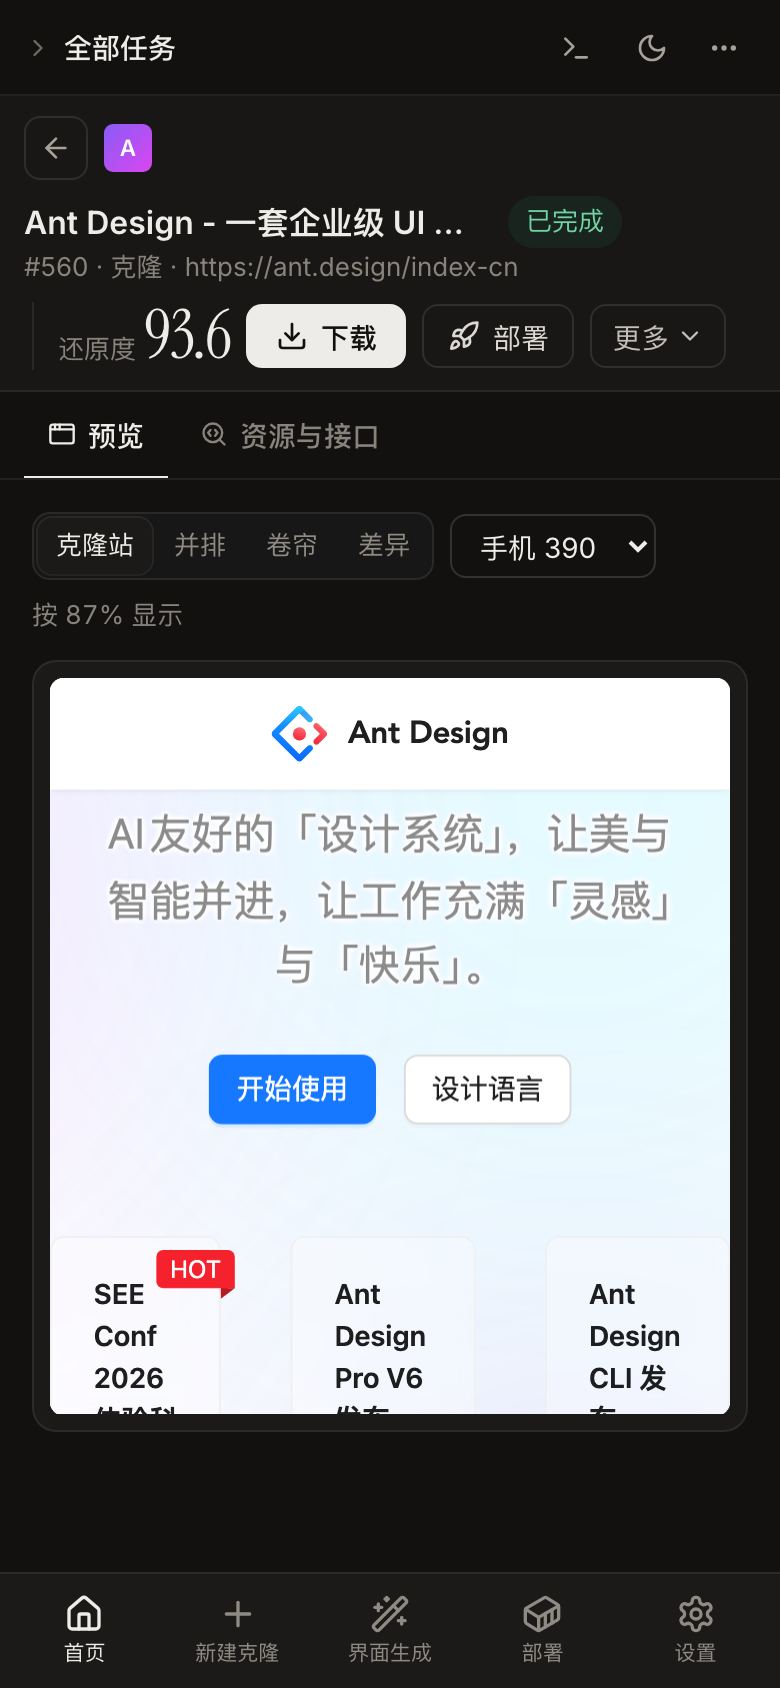 全部任务
A
Ant Design - 一套企业级 UI ...
已完成
#560 · 克隆 · https://ant.design/index-cn
还原度 93.6
下载
部署
更多
预览
资源与接口
克隆站
并排
卷帘
差异
手机 390
按 87% 显示
Ant Design
AI 友好的「设计系统」，让美与
智能并进，让工作充满「灵感」
与「快乐」。
开始使用
设计语言
HOT
SEE
Conf
2026
Ant
Design
Pro V6
发布
Ant
Design
CLI 发
布
首页
新建克隆
界面生成
部署
设置